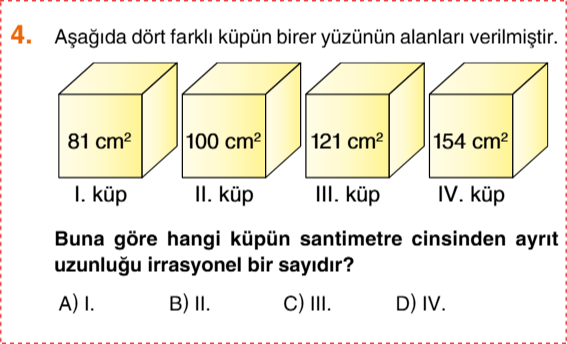 4. Aşağıda dört farklı küpün birer yüzünün alanları verilmiştir.
81 cm² 100 cm² 121 cm² 154 cm²
I. küp II. küp III. küp IV. küp
Buna göre hangi küpün santimetre cinsinden ayrıt
uzunluğu irrasyonel bir sayıdır?
A) I. B) II. C) III. D) IV.